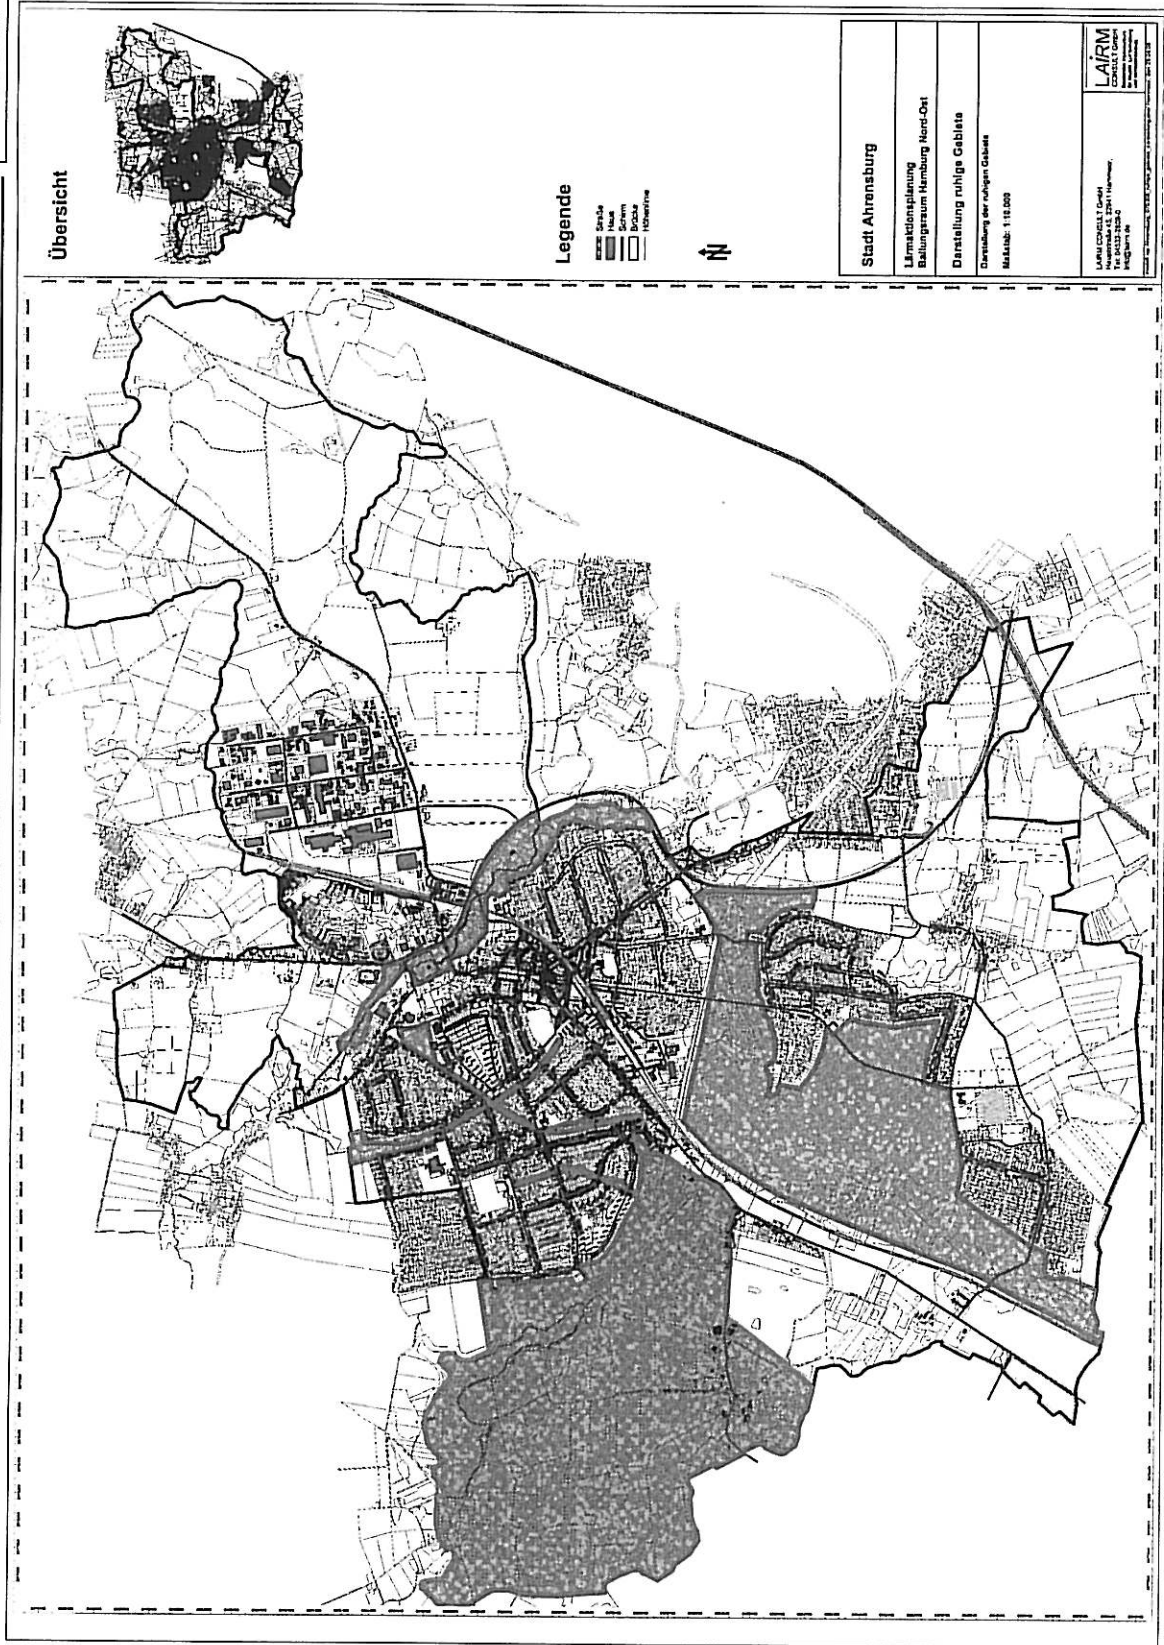 Übersicht
Legende
Straße
Haus
Schirm
Brücke
Höhenlinie
N
Stadt Ahrensburg
Lärmaktionsplanung
Ballungsraum Hamburg Nord-Ost
Darstellung ruhige Gebiete
Darstellung der ruhigen Gebiete
Maßstab: 1:10.000
LAIRM CONSULT GmbH
LAiRM
CONSULT GmbH